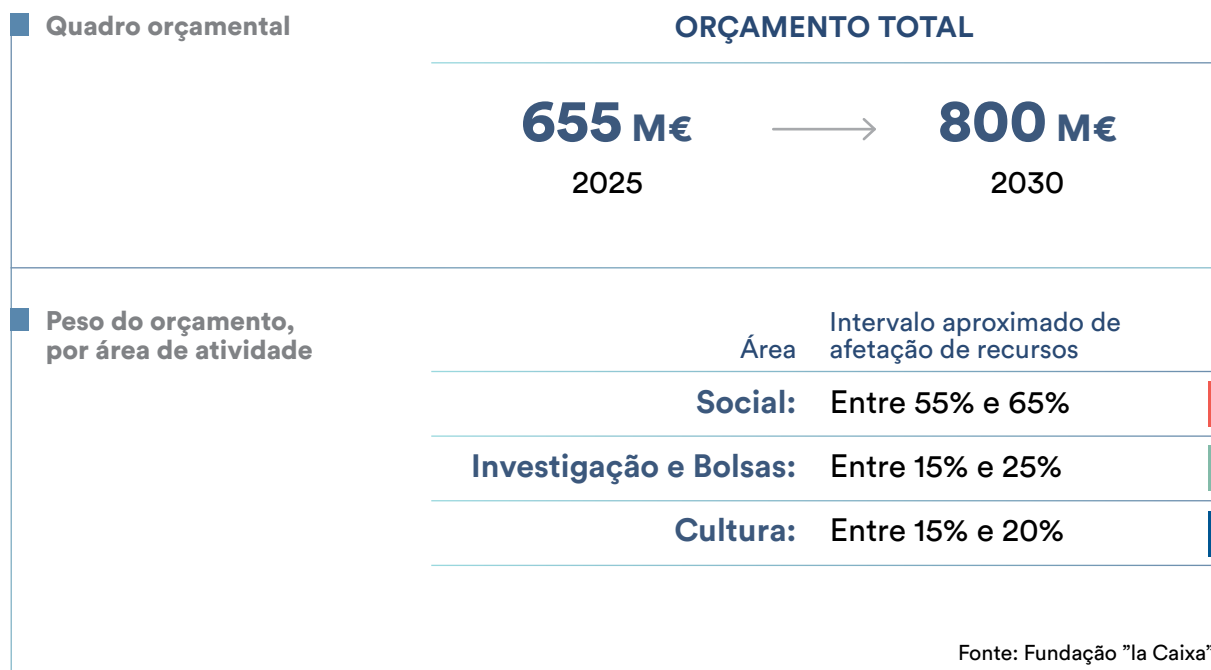 Quadro orçamental
ORÇAMENTO TOTAL
655 M€
800 M€
2025
2030
Peso do orçamento,
por área de atividade
Área
Intervalo aproximado de
afetação de recursos
Social: Entre 55% e 65%
Investigação e Bolsas: Entre 15% e 25%
Cultura: Entre 15% e 20%
Fonte: Fundação ”la Caixa”